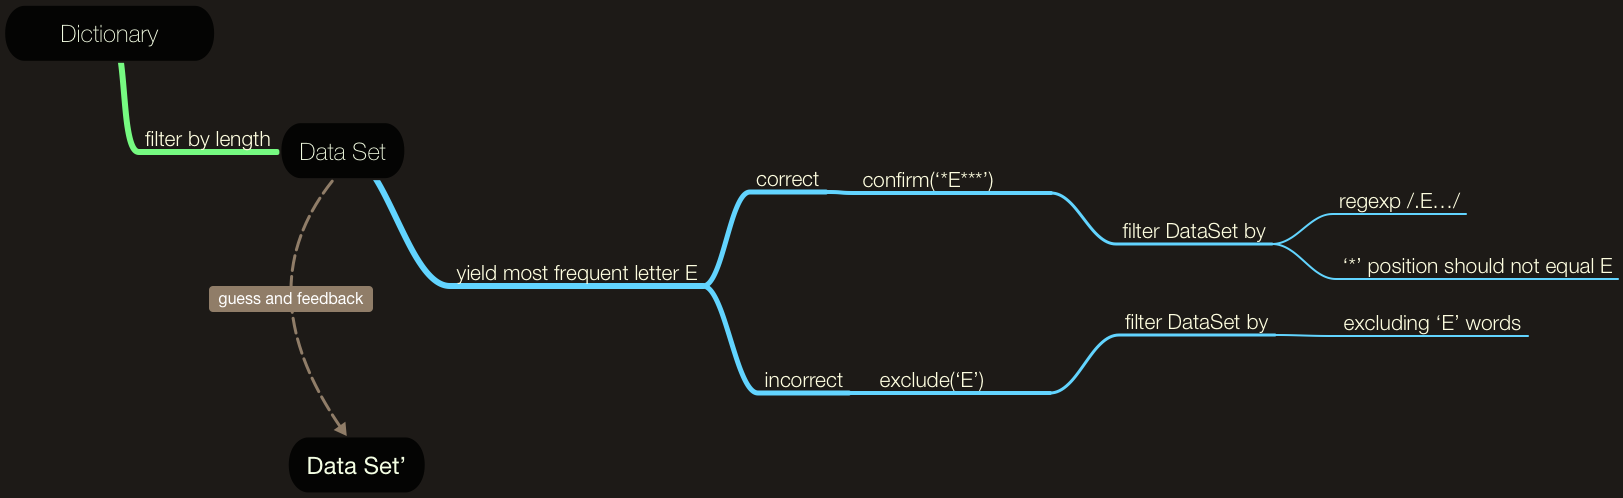 Dictionary
filter by length
Data Set
guess and feedback
Data Set’
yield most frequent letter E
correct
confirm(‘*E***’)
filter DataSet by
regexp /.E…/
‘*’ position should not equal E
incorrect
exclude(‘E’)
filter DataSet by
excluding ‘E’ words